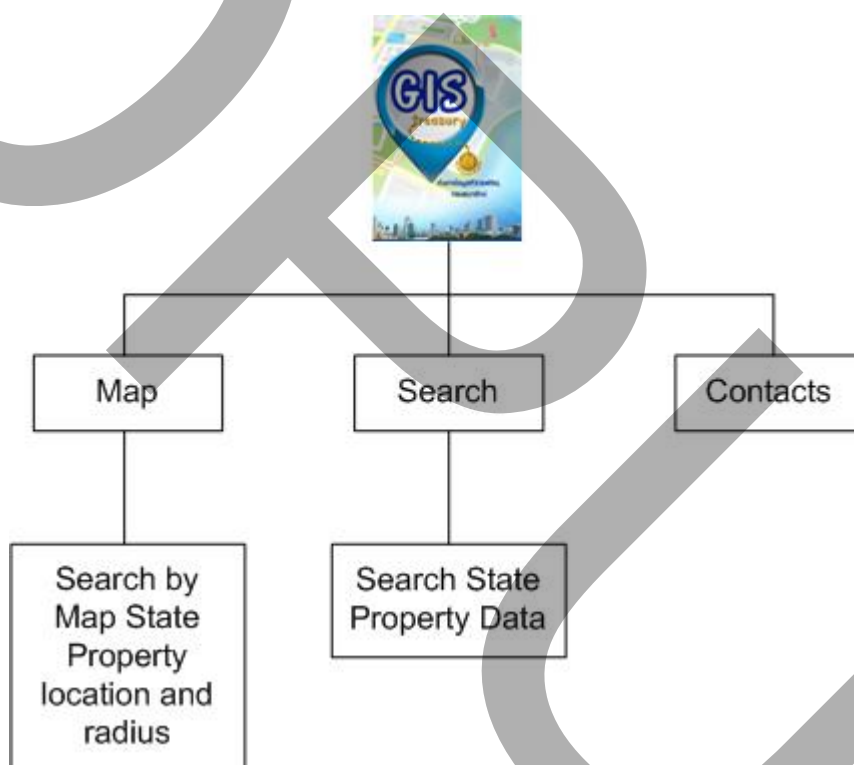 GIS
Treasury
Map
Search
Contacts
Search by
Map State
Property
location and
radius
Search State
Property Data